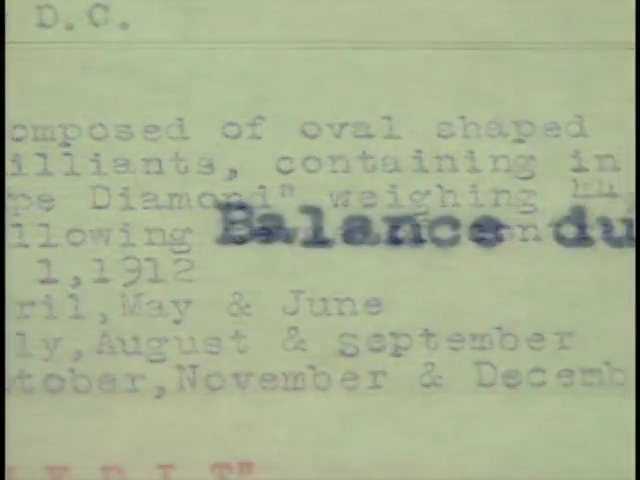 D.C.
omposed of oval shaped
illiants, containing in
pe Diamond" weighing
llowing Balance du
1,1912
ril,May & June
ly,August & september
tober,November & Decemb